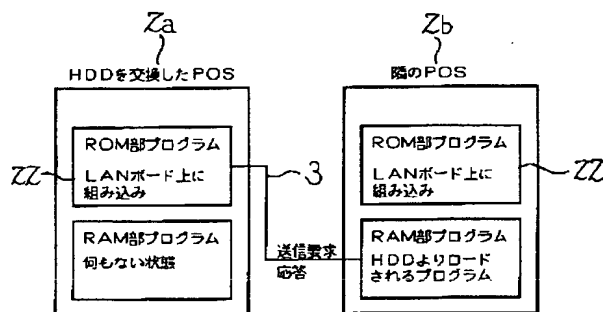 Za
HDDを交換したPOS
ROM部プログラム
LANボード上に
組み込み
ZZ
RAM部プログラム
何もない状態
3
送信要求
応答
Zb
隣のPOS
ROM部プログラム
LANボード上に
組み込み
ZZ
RAM部プログラム
HDDよりロード
されるプログラム